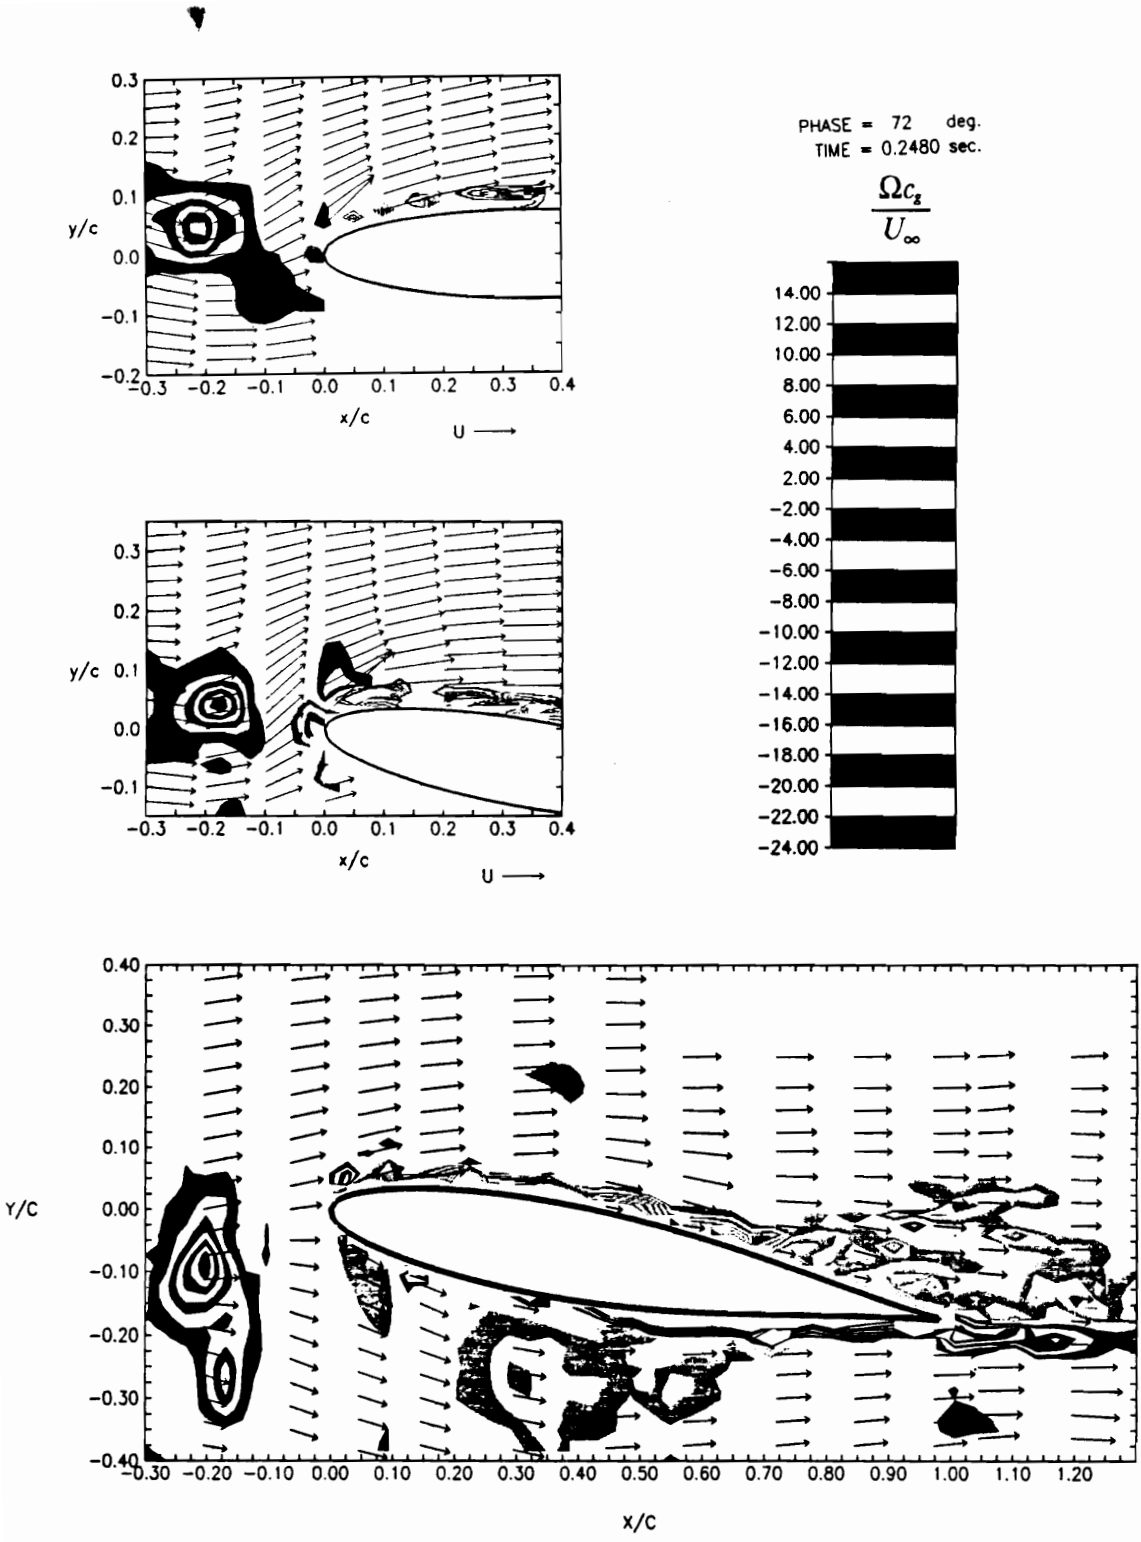 0.3
0.2
0.1
0.0
-0.1
-0.2
y/c
-0.3 -0.2 -0.1 0.0 0.1 0.2 0.3 0.4
x/c
U
PHASE = 72 deg.
TIME = 0.2480 sec.
Ωc_g
U_∞
14.00
12.00
10.00
8.00
6.00
4.00
2.00
-2.00
-4.00
-6.00
-8.00
-10.00
-12.00
-14.00
-16.00
-18.00
-20.00
-22.00
-24.00
0.3
0.2
0.1
0.0
-0.1
y/c
-0.3 -0.2 -0.1 0.0 0.1 0.2 0.3 0.4
x/c
U
0.40
0.30
0.20
0.10
0.00
-0.10
-0.20
-0.30
-0.40
Y/C
-0.30 -0.20 -0.10 0.00 0.10 0.20 0.30 0.40 0.50 0.60 0.70 0.80 0.90 1.00 1.10 1.20
X/C